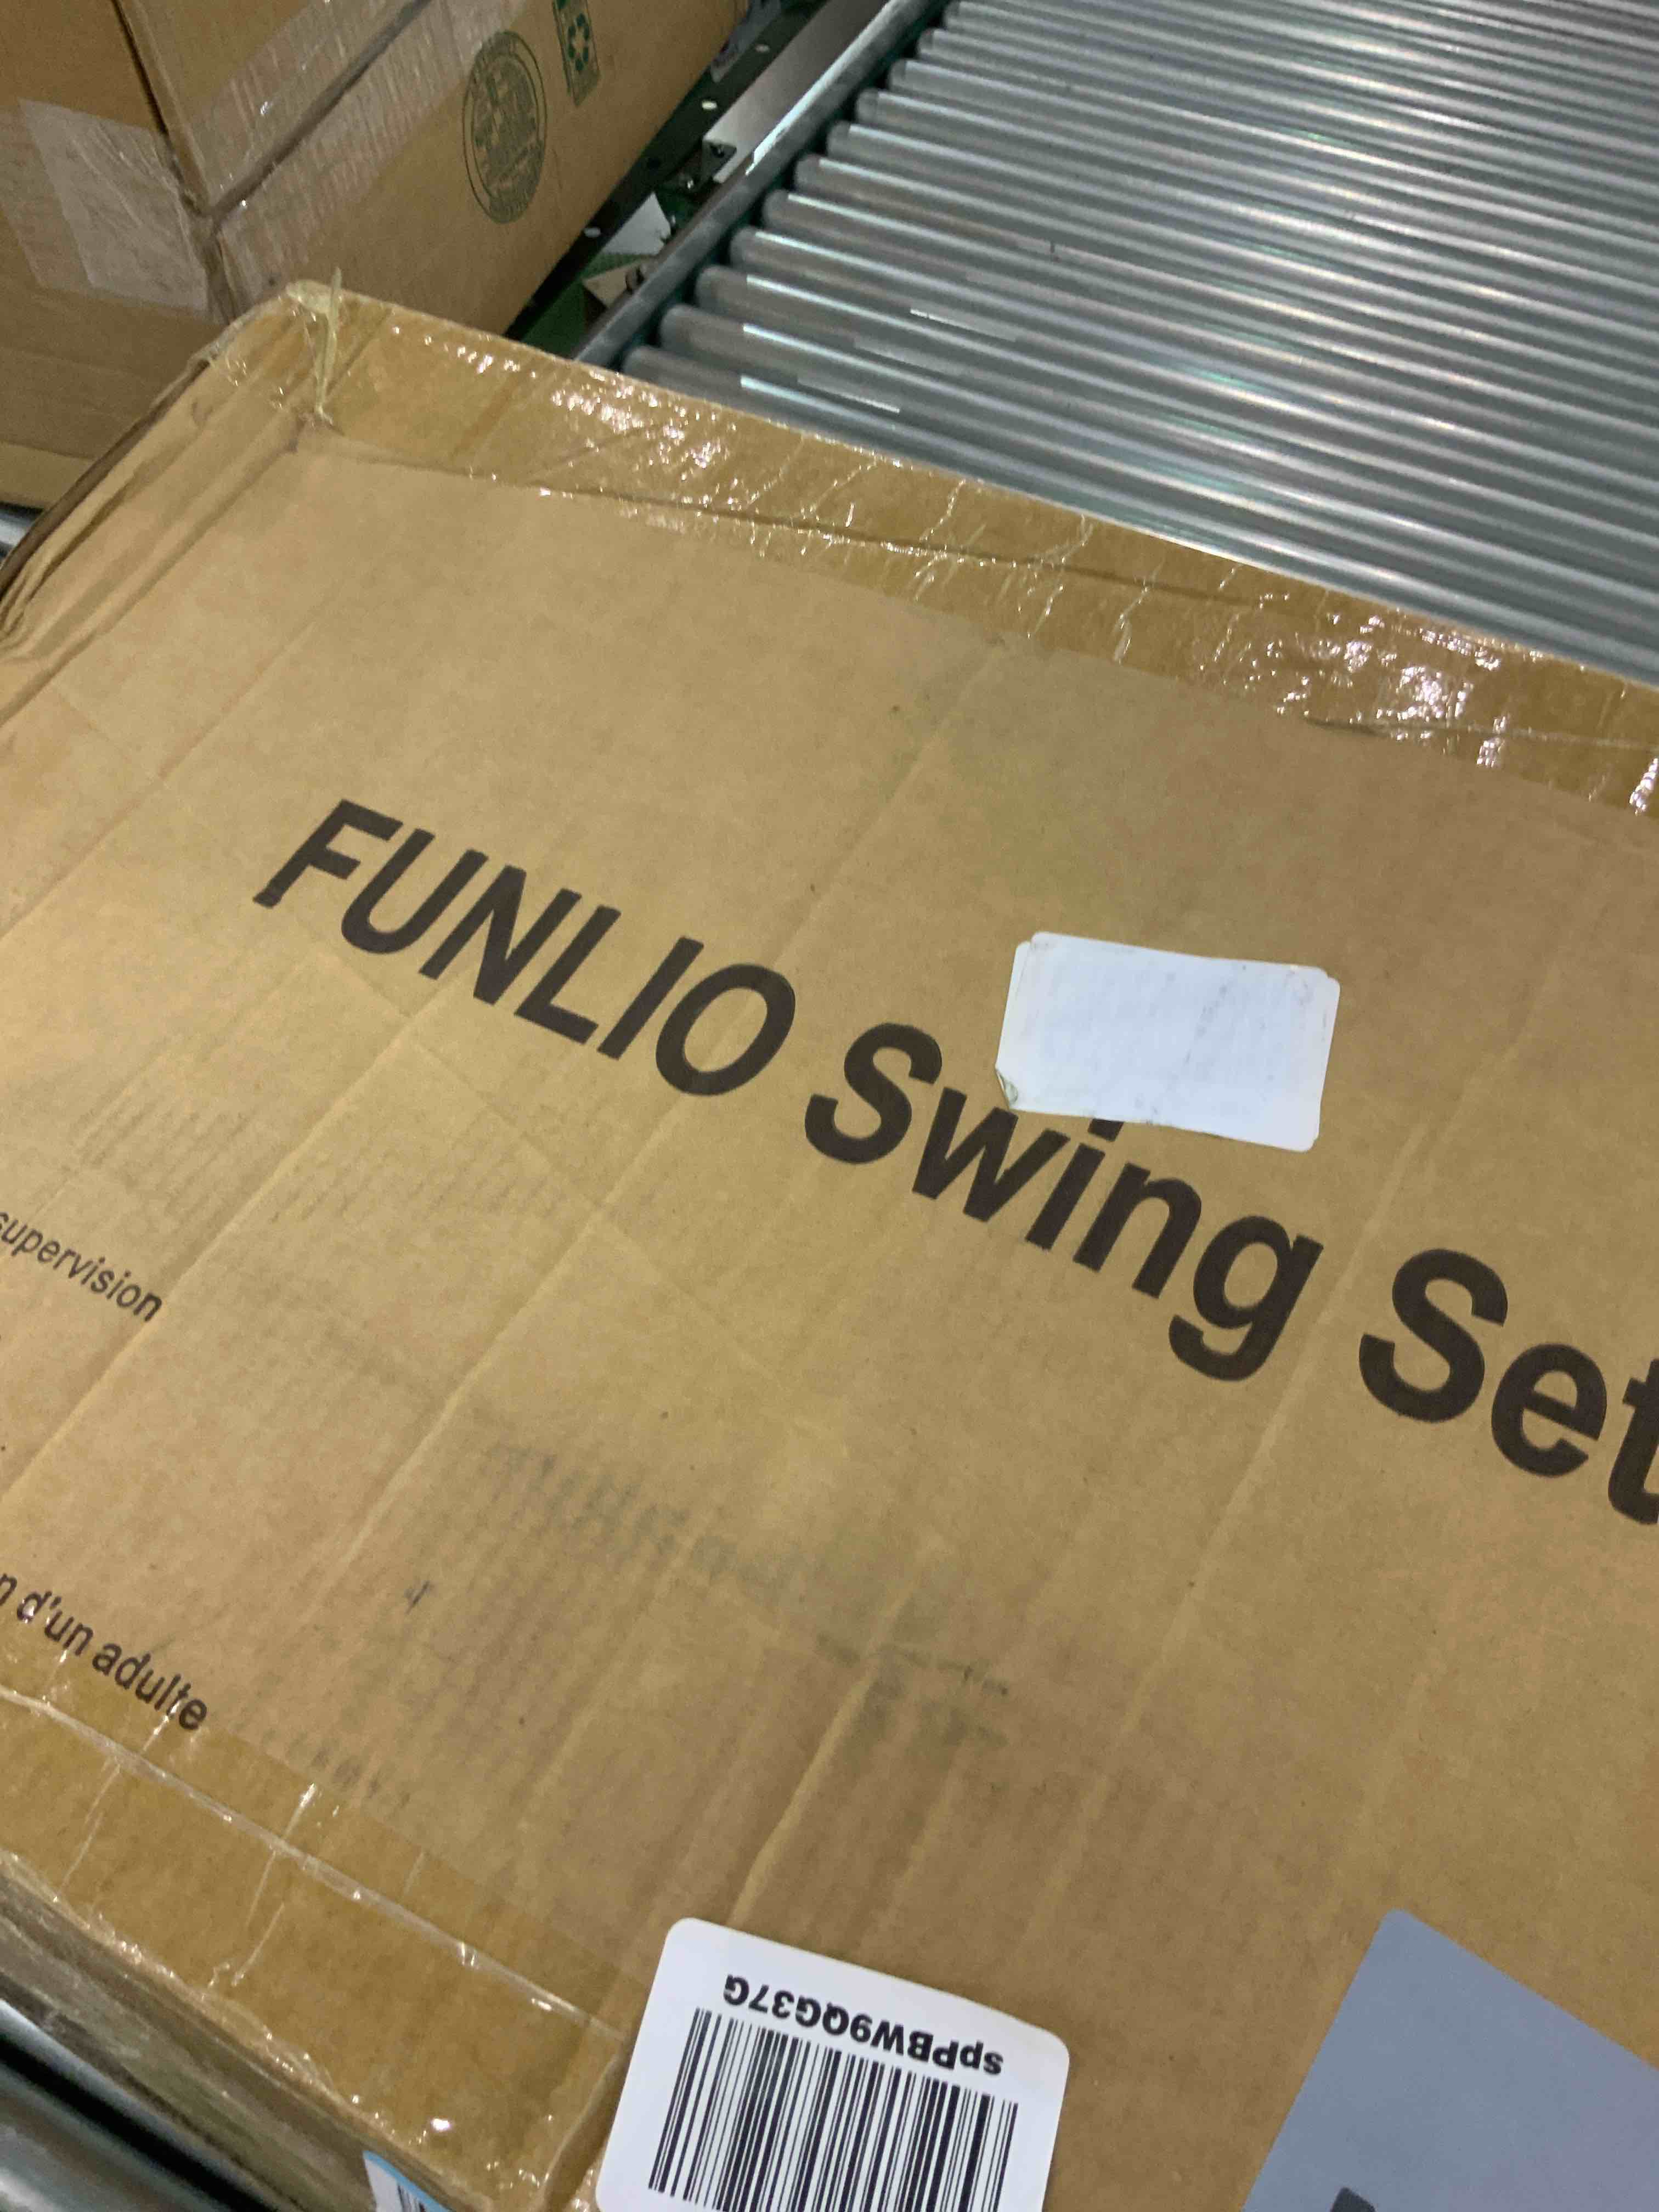 FUNLIO Swing Set
supervision
n d'un adulte
spPBW9QG37G